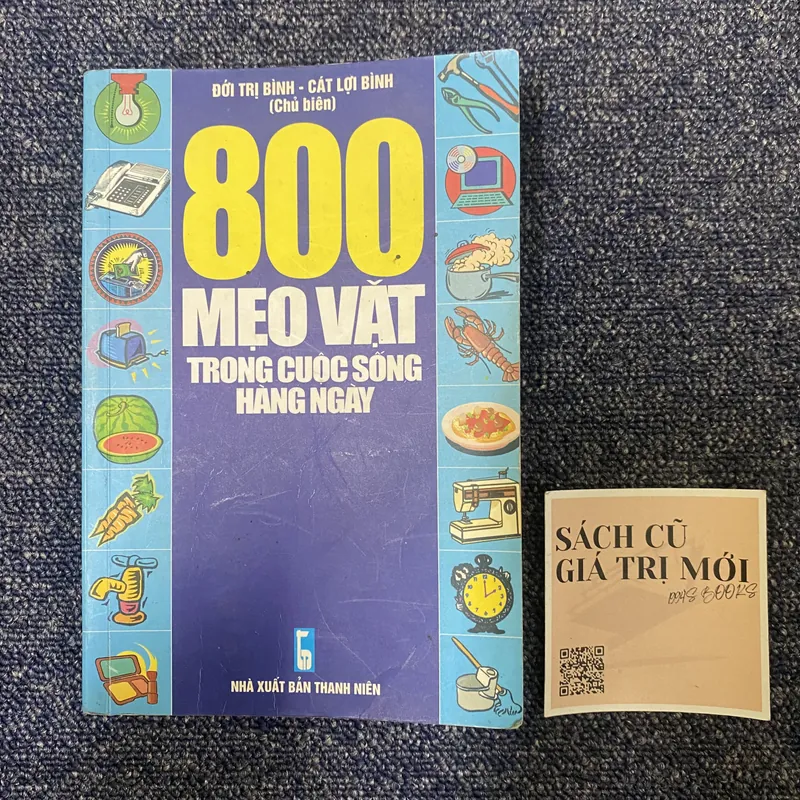 ĐỚI TRỊ BÌNH - CÁT LỢI BÌNH
(Chủ biên)
800
MẸO VẶT
TRONG CUỘC SỐNG
HÀNG NGÀY
NHÀ XUẤT BẢN THANH NIÊN
SÁCH CŨ
GIÁ TRỊ MỚI
BOOKS